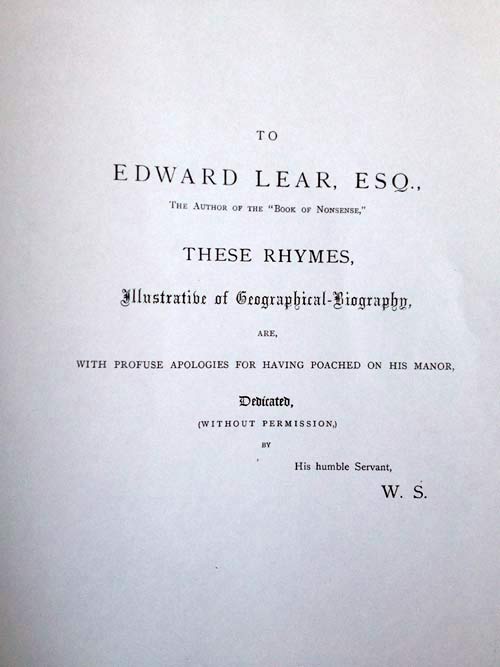 TO
EDWARD LEAR, ESQ.,
THE AUTHOR OF THE "BOOK OF NONSENSE,"
THESE RHYMES,
Illustrative of Geographical-Biography,
ARE,
WITH PROFUSE APOLOGIES FOR HAVING POACHED ON HIS MANOR,
Dedicated,
(WITHOUT PERMISSION,)
BY
His humble Servant,
W. S.